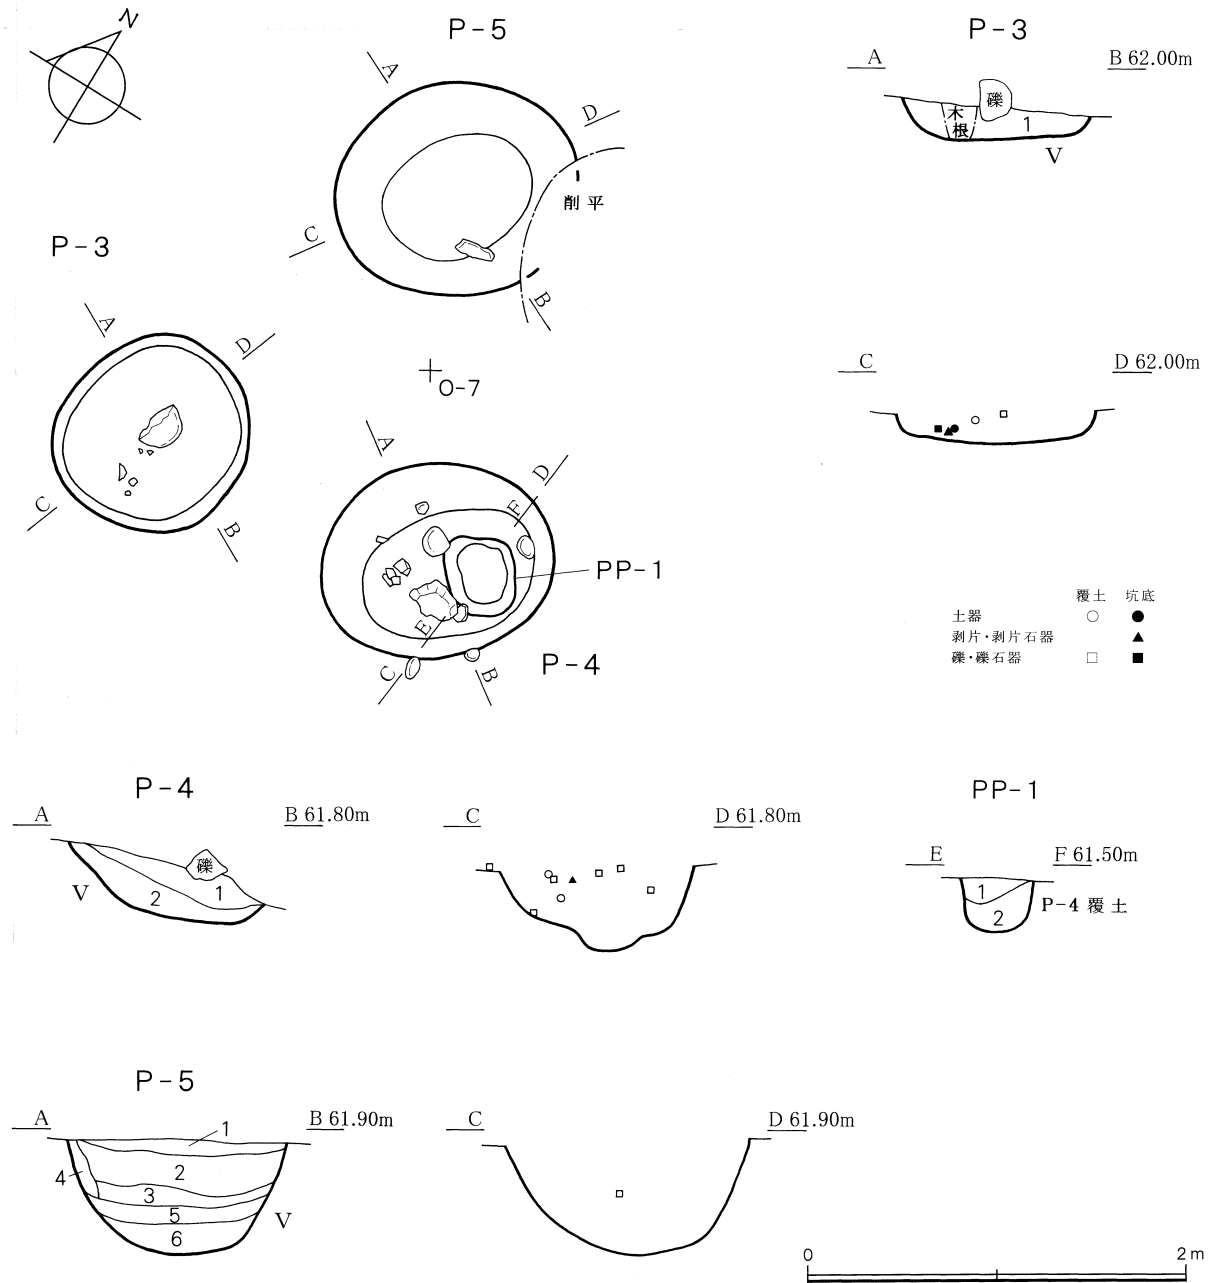 N
P-5
A
D
削平
C
B
P-3
A
D
C
B
O-7
A
D
F
PP-1
E
C
B
P-4
P-3
A B 62.00m
礫
木根
1
V
C D 62.00m
覆土 坑底
土器 ○ ●
剥片・剥片石器 ▲
礫・礫石器 □ ■
P-4
A B 61.80m
礫
V 2 1
C D 61.80m
PP-1
E F 61.50m
1
2
P-4 覆土
P-5
A B 61.90m
1
2
4
3
5
V
6
C D 61.90m
0 2m